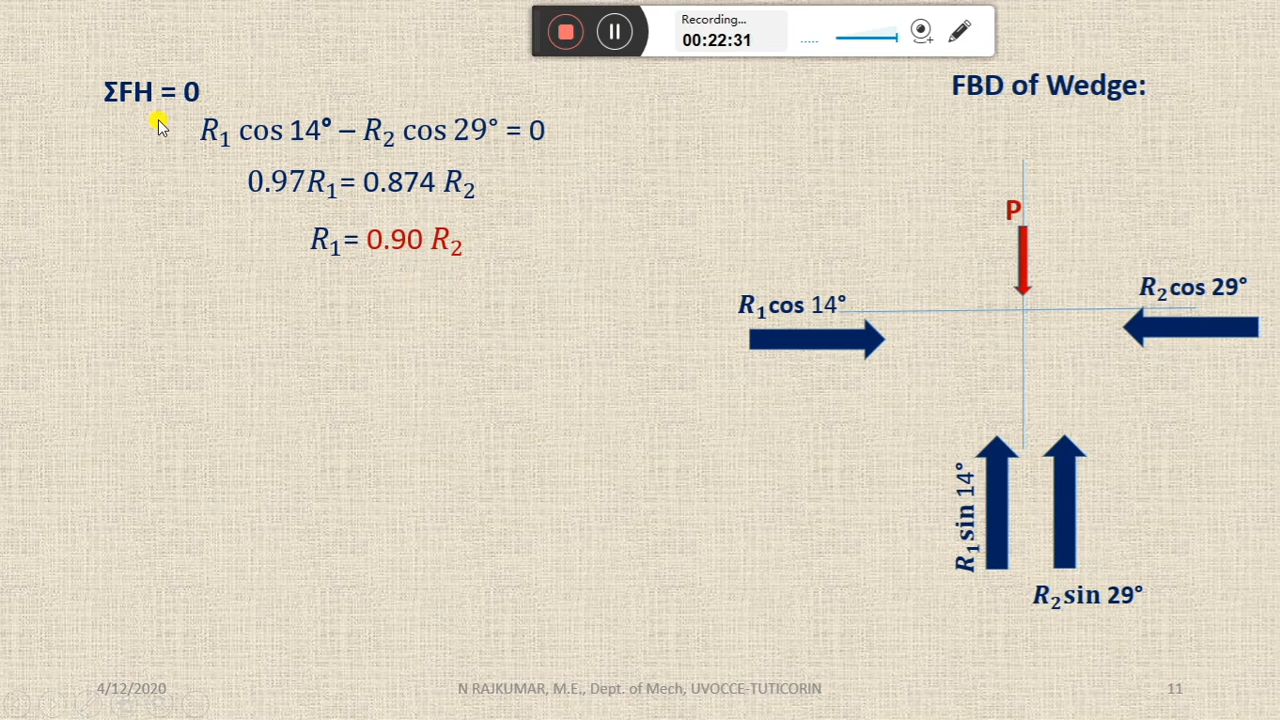 Recording...
00:22:31
ΣFH = 0
R₁ cos 14° – R₂ cos 29° = 0
0.97R₁= 0.874 R₂
R₁= 0.90 R₂
FBD of Wedge:
P
R₁cos 14°
R₂cos 29°
R₁sin 14°
R₂sin 29°
4/12/2020
N RAJKUMAR, M.E., Dept. of Mech, UVOCCE-TUTICORIN
11